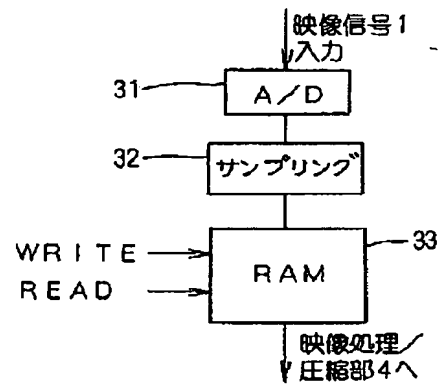 映像信号1
入力
31
A/D
32
サンプリング
33
WRITE
READ
RAM
映像処理/
圧縮部4へ